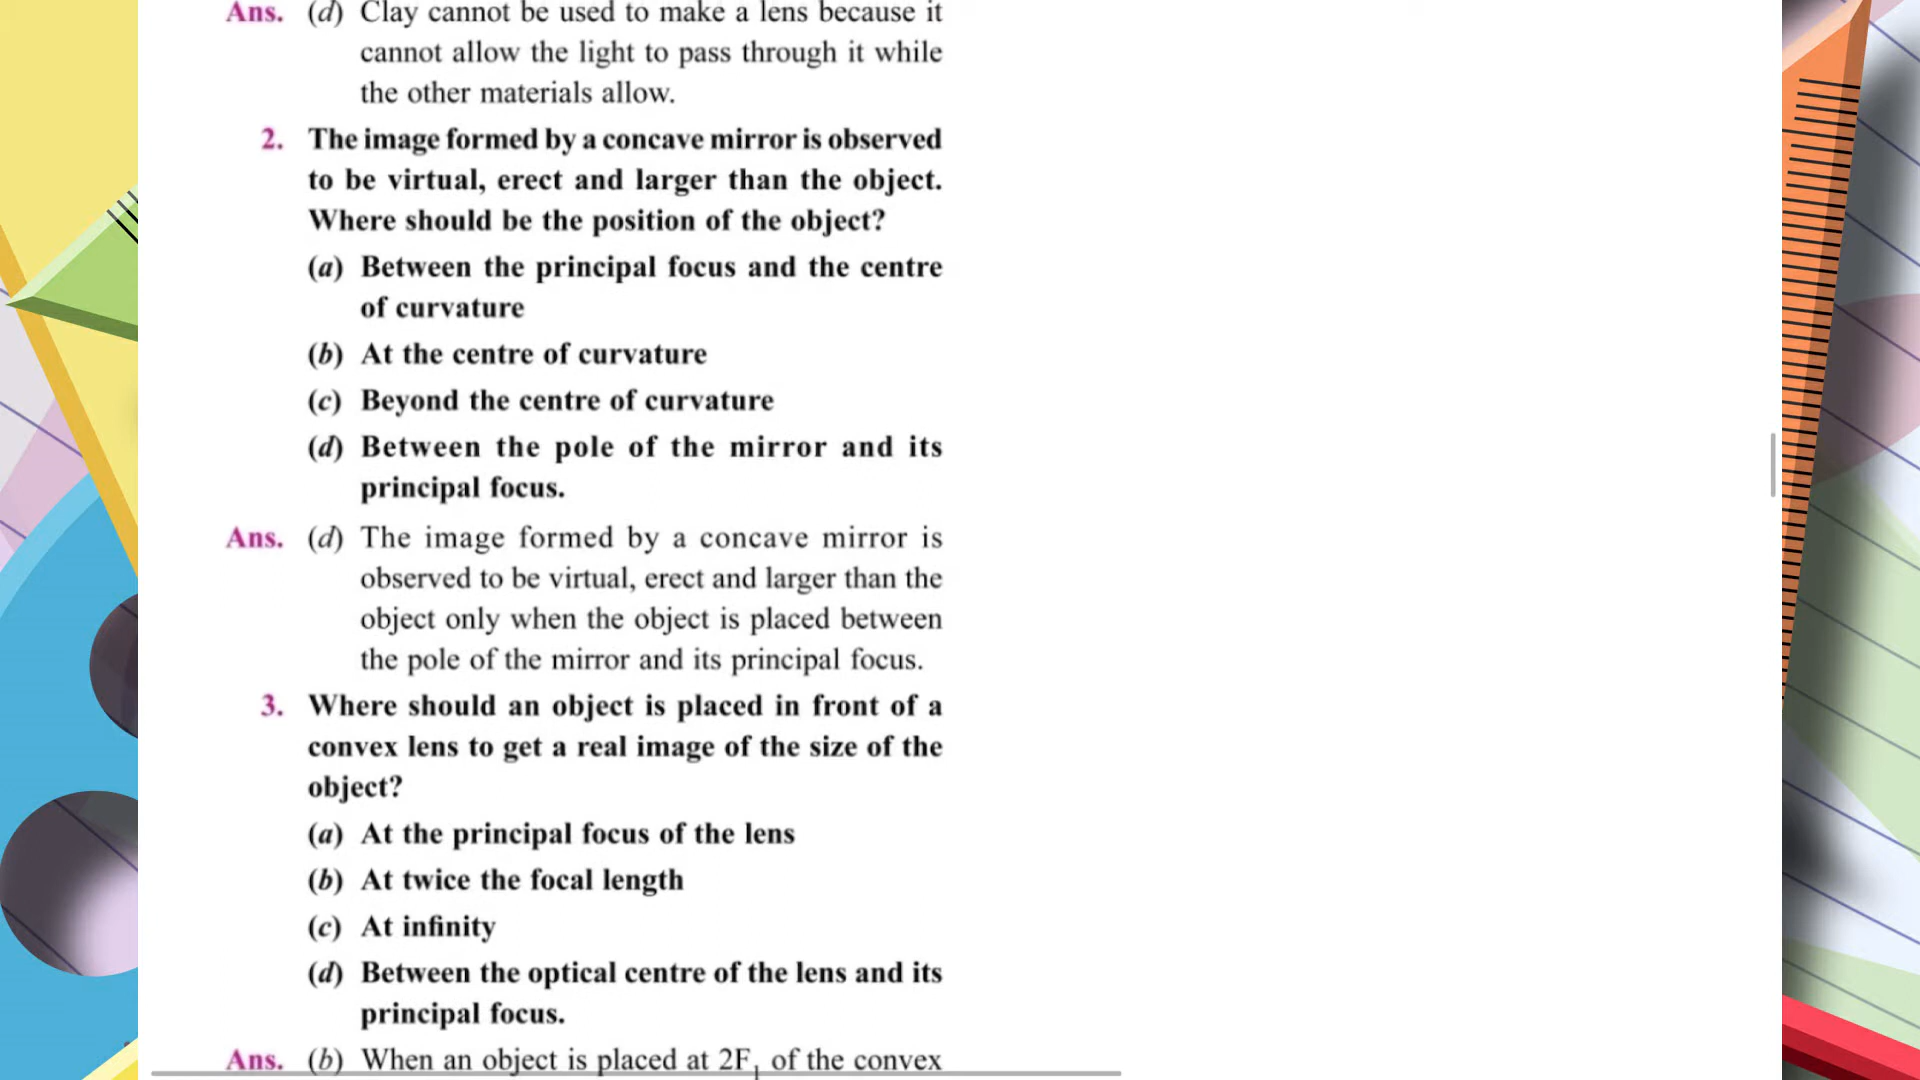 Ans. (d) Clay cannot be used to make a lens because it
cannot allow the light to pass through it while
the other materials allow.
2. The image formed by a concave mirror is observed
to be virtual, erect and larger than the object.
Where should be the position of the object?
(a) Between the principal focus and the centre
of curvature
(b) At the centre of curvature
(c) Beyond the centre of curvature
(d) Between the pole of the mirror and its
principal focus.
Ans. (d) The image formed by a concave mirror is
observed to be virtual, erect and larger than the
object only when the object is placed between
the pole of the mirror and its principal focus.
3. Where should an object is placed in front of a
convex lens to get a real image of the size of the
object?
(a) At the principal focus of the lens
(b) At twice the focal length
(c) At infinity
(d) Between the optical centre of the lens and its
principal focus.
Ans. (b) When an object is placed at 2F₁ of the convex